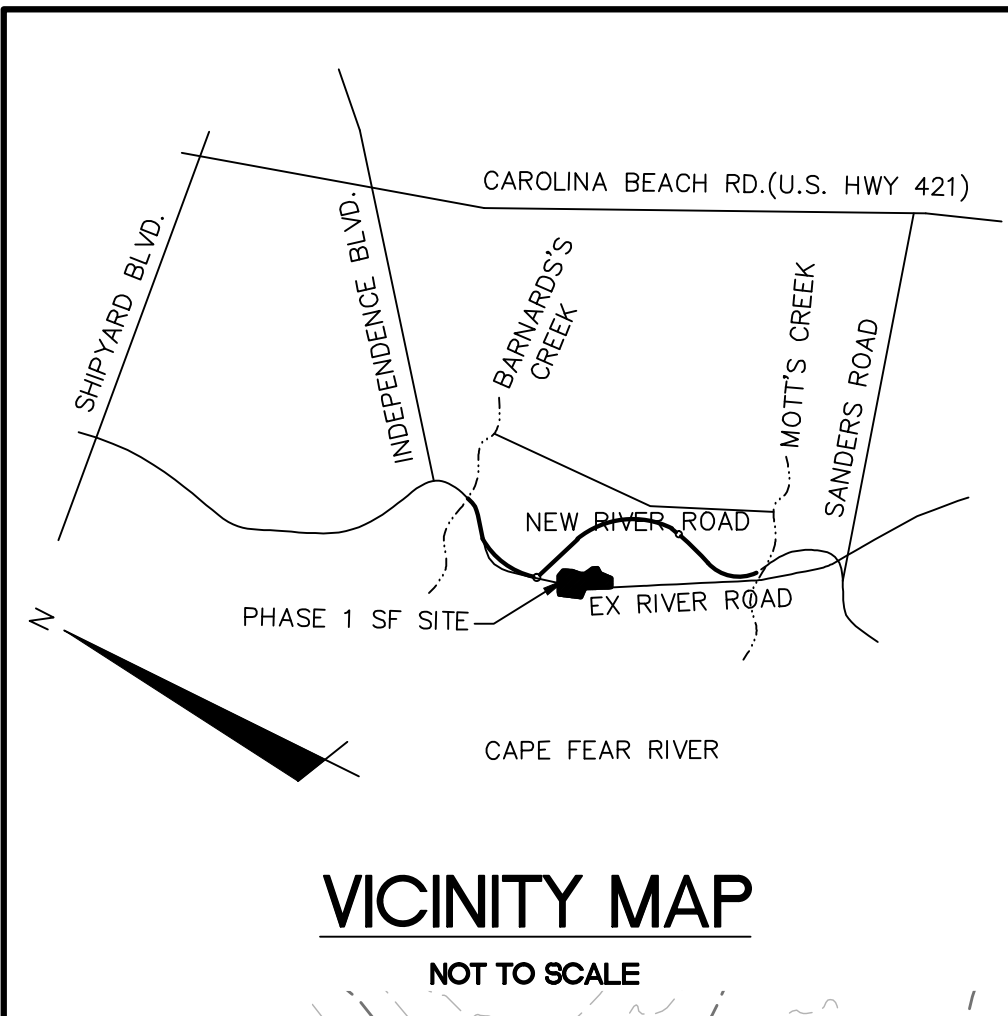 CAROLINA BEACH RD.(U.S. HWY 421)
SHIPYARD BLVD.
INDEPENDENCE BLVD.
BARNARDS'S
CREEK
MOTT'S CREEK
SANDERS ROAD
NEW RIVER ROAD
EX RIVER ROAD
PHASE 1 SF SITE
N
CAPE FEAR RIVER
VICINITY MAP
NOT TO SCALE